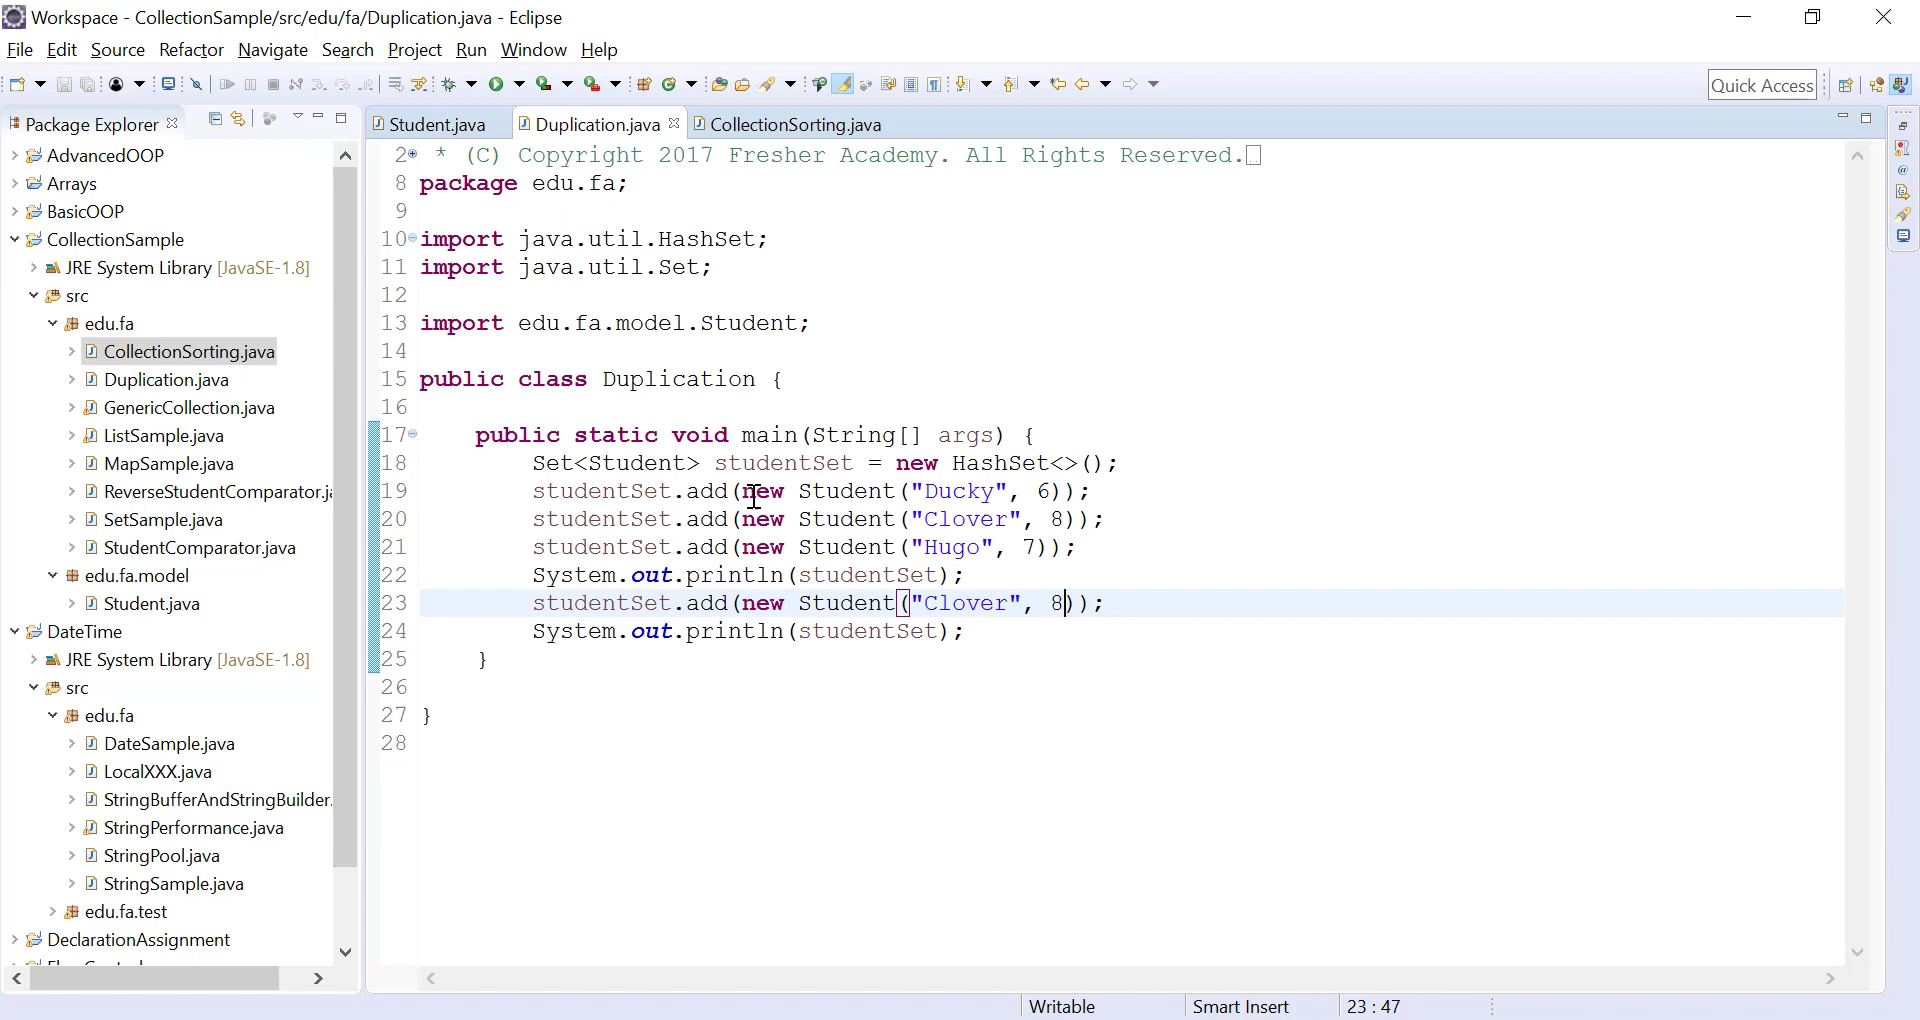 Workspace - CollectionSample/src/edu/fa/Duplication.java - Eclipse
File Edit Source Refactor Navigate Search Project Run Window Help
Quick Access
Package Explorer
Student.java Duplication.java CollectionSorting.java
AdvancedOOP
Arrays
BasicOOP
CollectionSample
JRE System Library [JavaSE-1.8]
src
edu.fa
CollectionSorting.java
Duplication.java
GenericCollection.java
ListSample.java
MapSample.java
ReverseStudentComparator.ja
SetSample.java
StudentComparator.java
edu.fa.model
Student.java
DateTime
JRE System Library [JavaSE-1.8]
src
edu.fa
DateSample.java
LocalXXX.java
StringBufferAndStringBuilder.
StringPerformance.java
StringPool.java
StringSample.java
edu.fa.test
DeclarationAssignment
2 * (C) Copyright 2017 Fresher Academy. All Rights Reserved.
8 package edu.fa;
9
10 import java.util.HashSet;
11 import java.util.Set;
12
13 import edu.fa.model.Student;
14
15 public class Duplication {
16
17 public static void main(String[] args) {
18 Set<Student> studentSet = new HashSet<>();
19 studentSet.add(new Student("Ducky", 6));
20 studentSet.add(new Student("Clover", 8));
21 studentSet.add(new Student("Hugo", 7));
22 System.out.println(studentSet);
23 studentSet.add(new Student("Clover", 8));
24 System.out.println(studentSet);
25 }
26
27 }
28
Writable Smart Insert 23 : 47